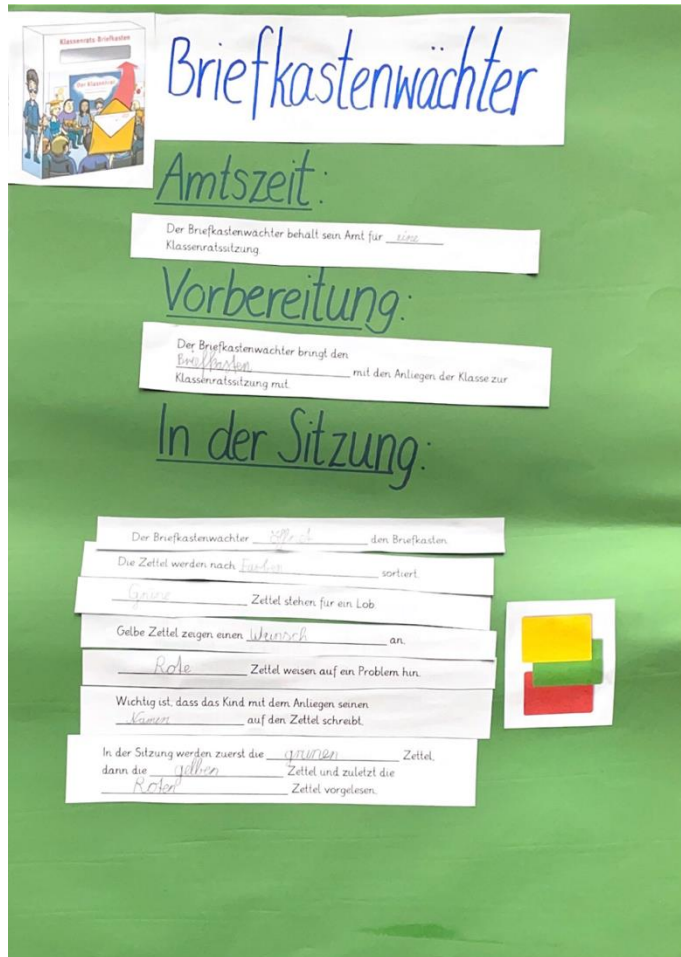 Klassenrats Briefkasten
Der Klassenrat
Briefkastenwächter
Amtszeit:
Der Briefkastenwächter behält sein Amt für eine
Klassenratssitzung.
Vorbereitung:
Der Briefkastenwächter bringt den
Briefkasten mit den Anliegen der Klasse zur
Klassenratssitzung mit.
In der Sitzung:
Der Briefkastenwächter öffnet den Briefkasten.
Die Zettel werden nach Farben sortiert.
Grüne Zettel stehen für ein Lob.
Gelbe Zettel zeigen einen Wunsch an.
Rote Zettel weisen auf ein Problem hin.
Wichtig ist, dass das Kind mit dem Anliegen seinen
Namen auf den Zettel schreibt.
In der Sitzung werden zuerst die grünen Zettel,
dann die gelben Zettel und zuletzt die
Roten Zettel vorgelesen.